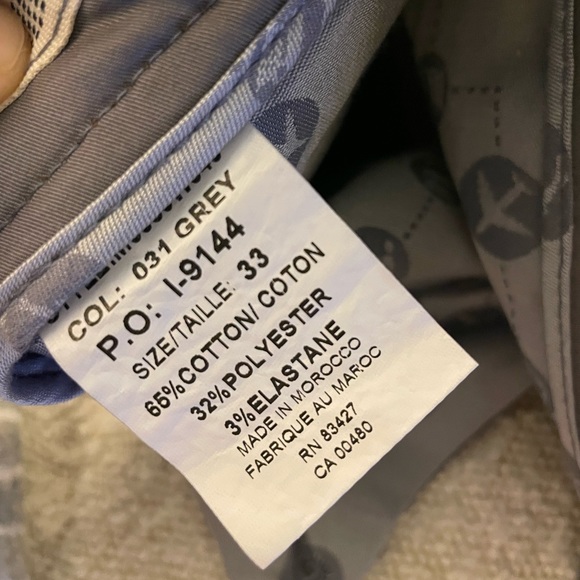 COL: 031 GREY
P.O: I-9144
SIZE/TAILLE: 33
65%COTTON/ COTON
32%POLYESTER
3%ELASTANE
MADE IN MOROCCO
FABRIQUE AU MAROC
RN 83427
CA 00480